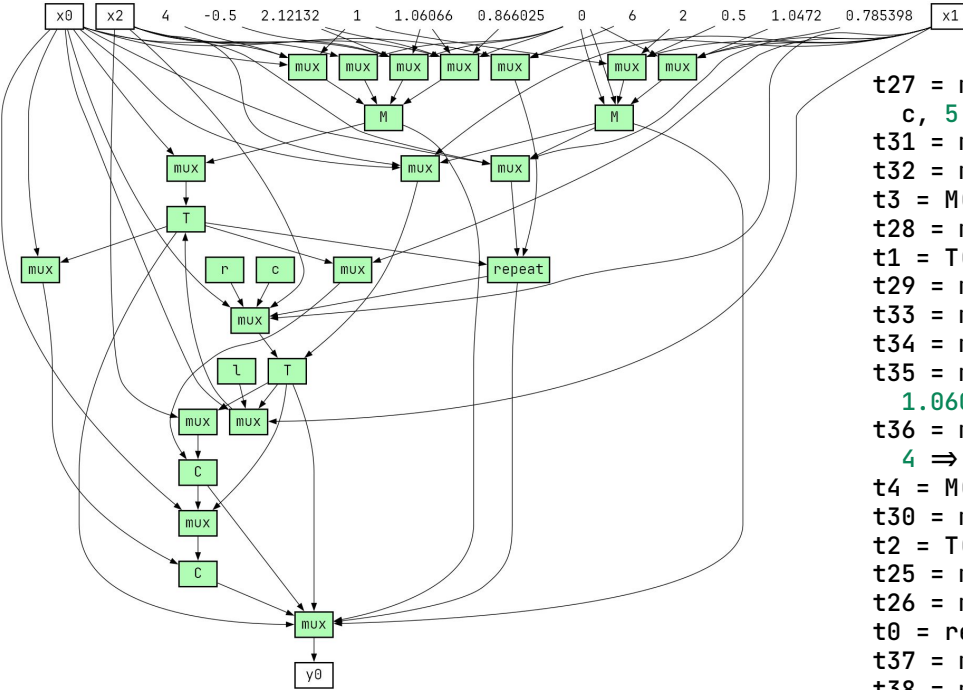 x0 x2 4 -0.5 2.12132 1 1.06066 0.866025 0 6 2 0.5 1.0472 0.785398 x1
mux mux mux mux mux mux mux
M M
mux mux mux
T
mux r c mux repeat
mux
l T
mux mux
C
mux
C
mux
y0
t27 =
c, 5
t31 =
t32 =
t3 = M
t28 =
t1 = T
t29 =
t33 =
t34 =
t35 =
t36 =
4 ⇒
t4 = M
t30 =
t2 = T
t25 =
t26 =
t0 = re
t37 =